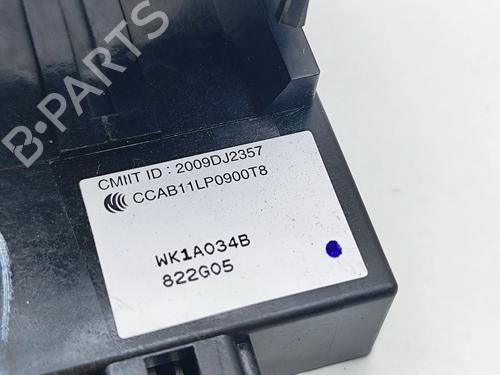 B-PARTS
CMIIT ID : 2009DJ2357
CCAB11LP0900T8
WK1A034B
822G05